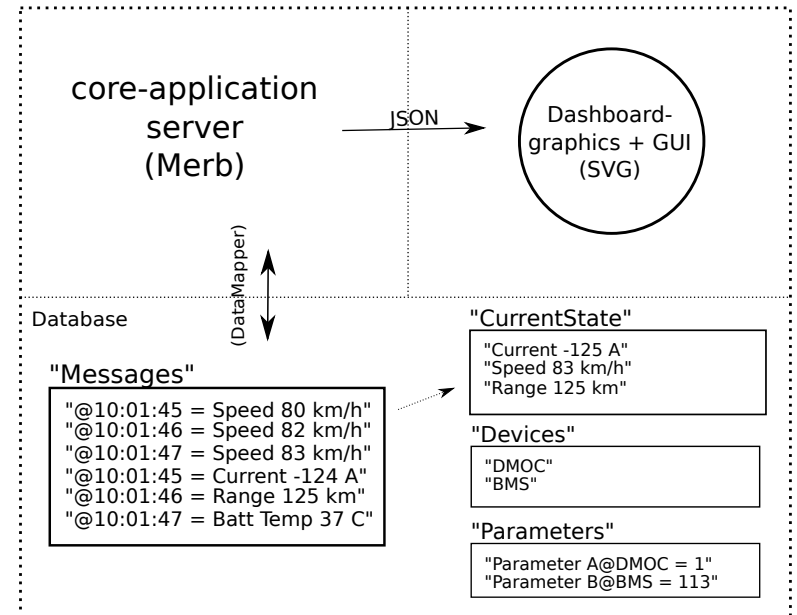 core-application
server
(Merb)
JSON
Dashboard-
graphics + GUI
(SVG)
(DataMapper)
Database
"Messages"
"@10:01:45 = Speed 80 km/h"
"@10:01:46 = Speed 82 km/h"
"@10:01:47 = Speed 83 km/h"
"@10:01:45 = Current -124 A"
"@10:01:46 = Range 125 km"
"@10:01:47 = Batt Temp 37 C"
"CurrentState"
"Current -125 A"
"Speed 83 km/h"
"Range 125 km"
"Devices"
"DMOC"
"BMS"
"Parameters"
"Parameter A@DMOC = 1"
"Parameter B@BMS = 113"